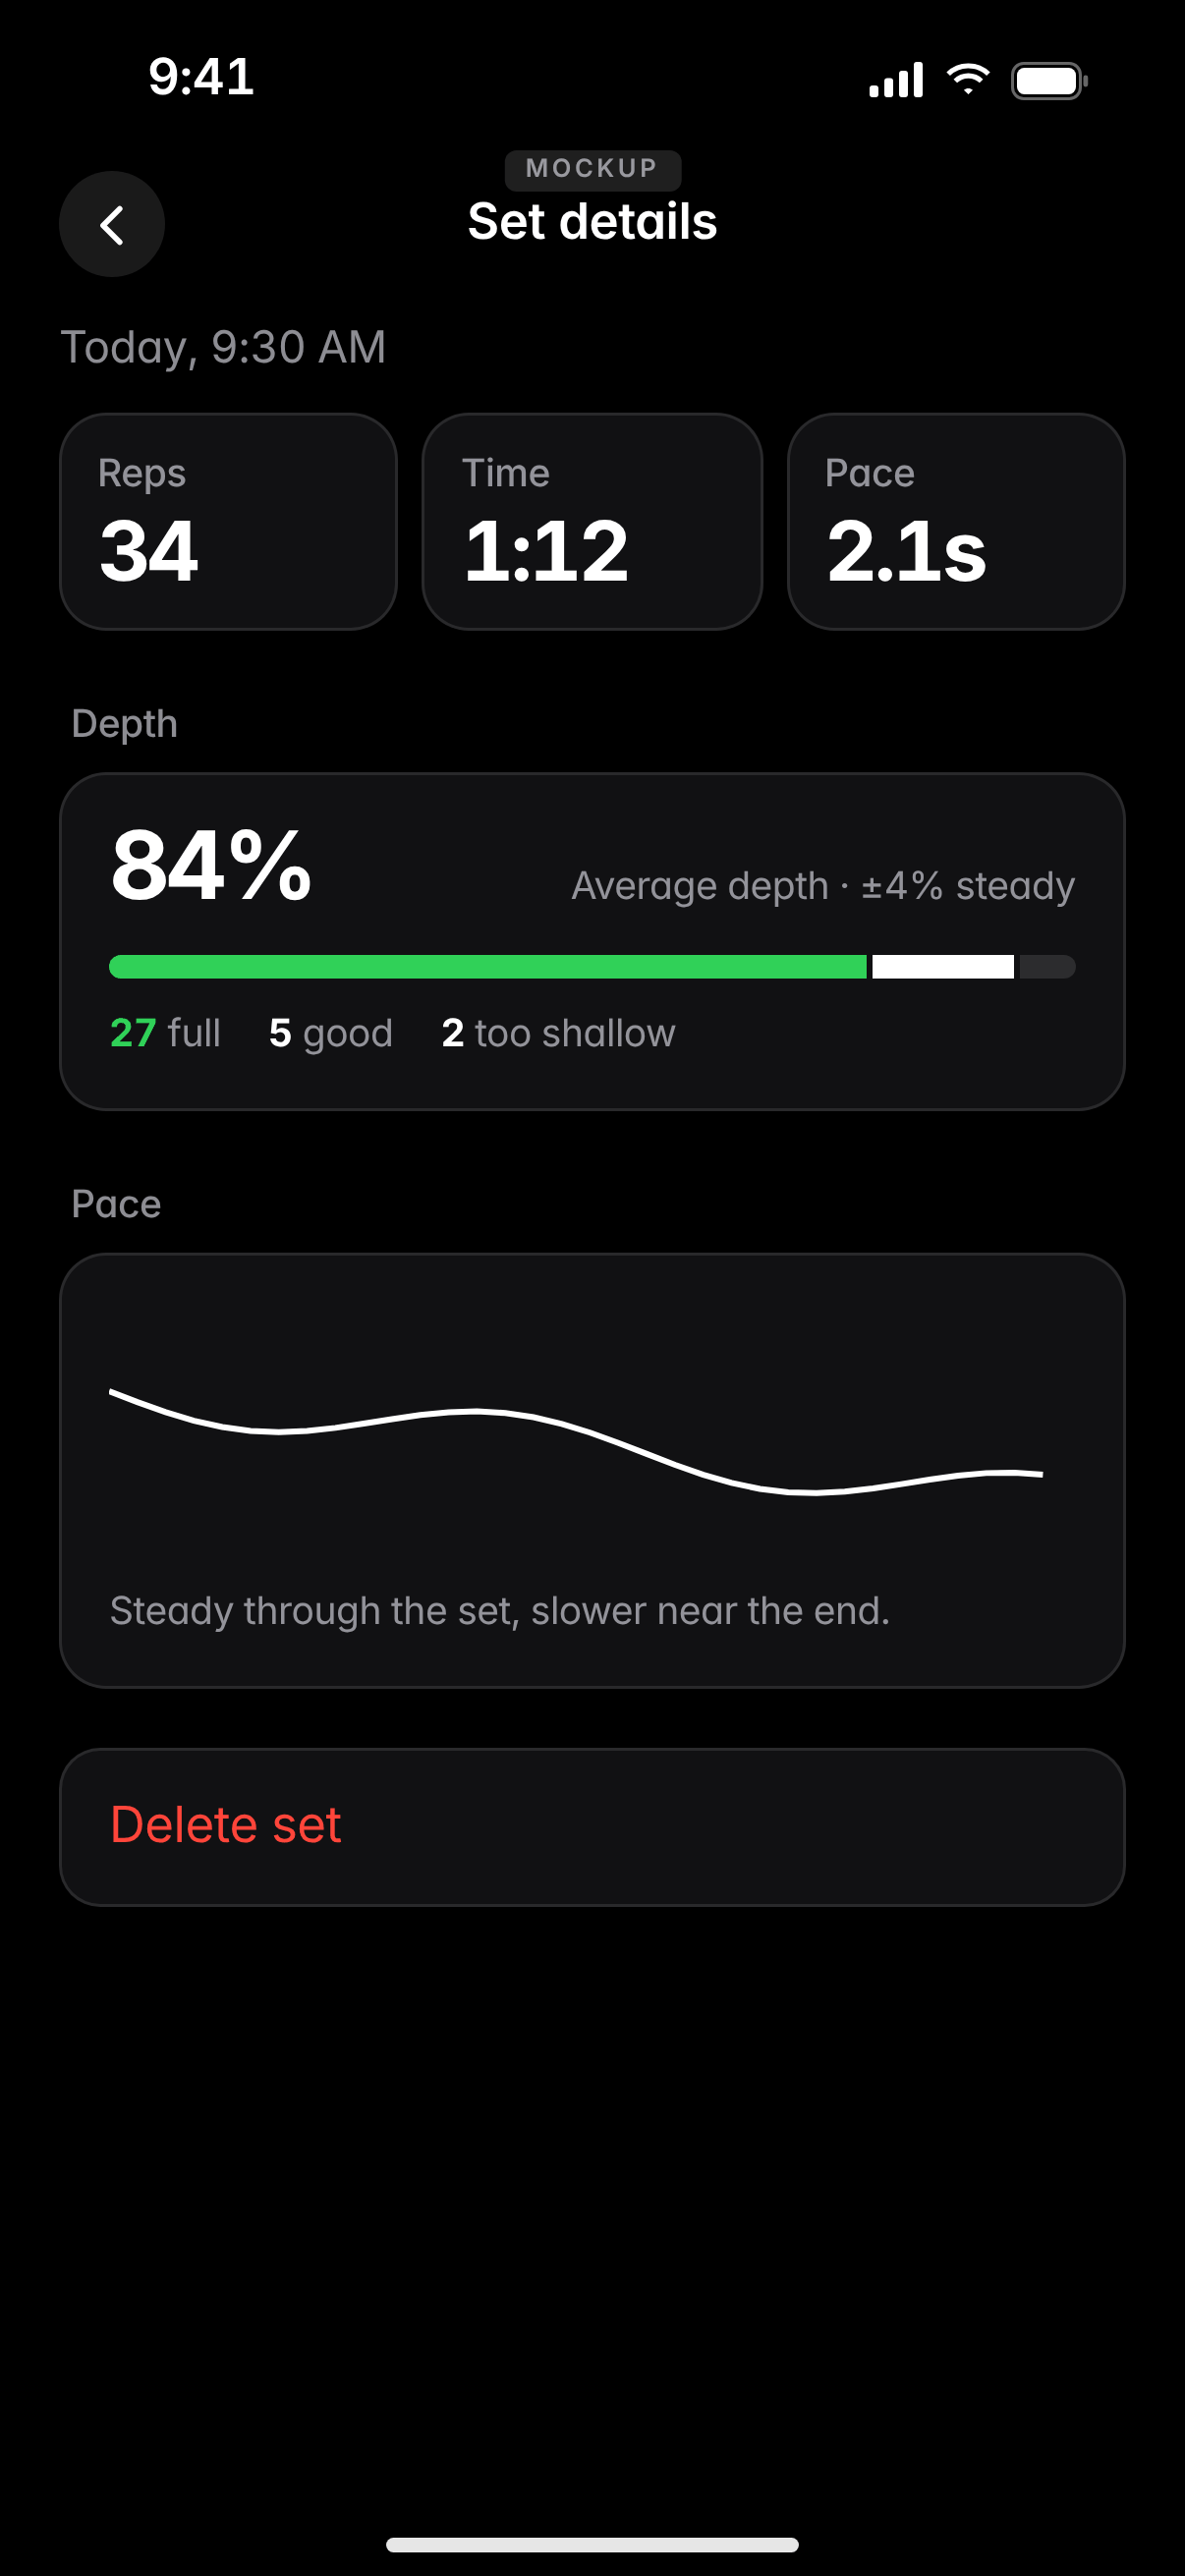 9:41
MOCKUP
Set details
Today, 9:30 AM
Reps Time Pace
34 1:12 2.1s
Depth
84% Average depth · ±4% steady
27 full 5 good 2 too shallow
Pace
Steady through the set, slower near the end.
Delete set